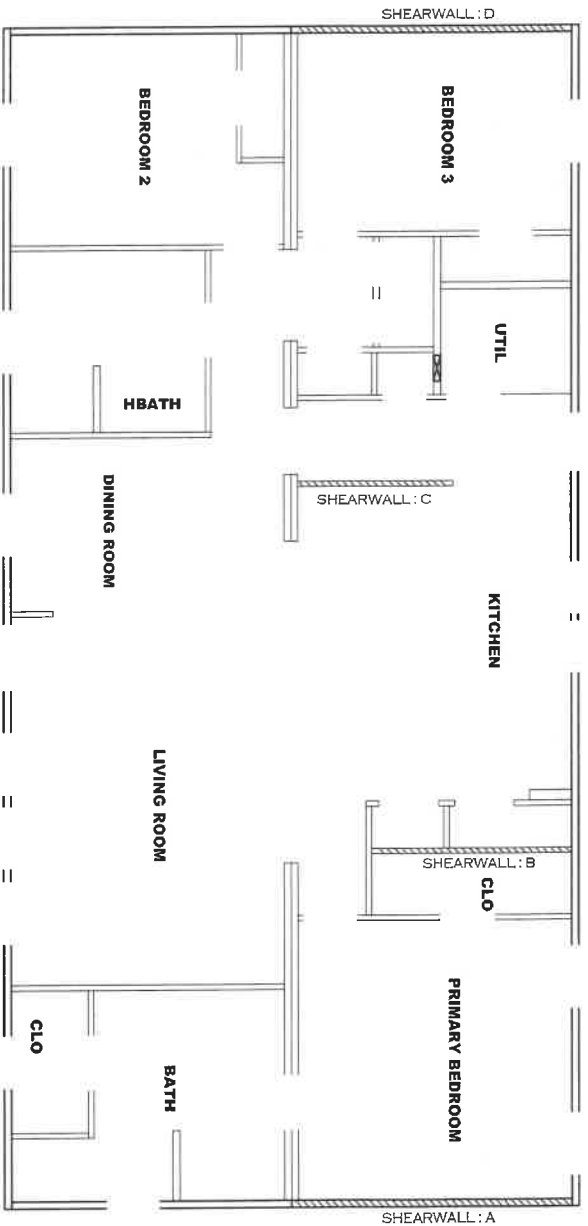 SHEARWALL: D
BEDROOM 2
BEDROOM 3
UTIL
HBATH
DINING ROOM
SHEARWALL: C
KITCHEN
LIVING ROOM
SHEARWALL: B
CLO
PRIMARY BEDROOM
CLO
BATH
SHEARWALL: A